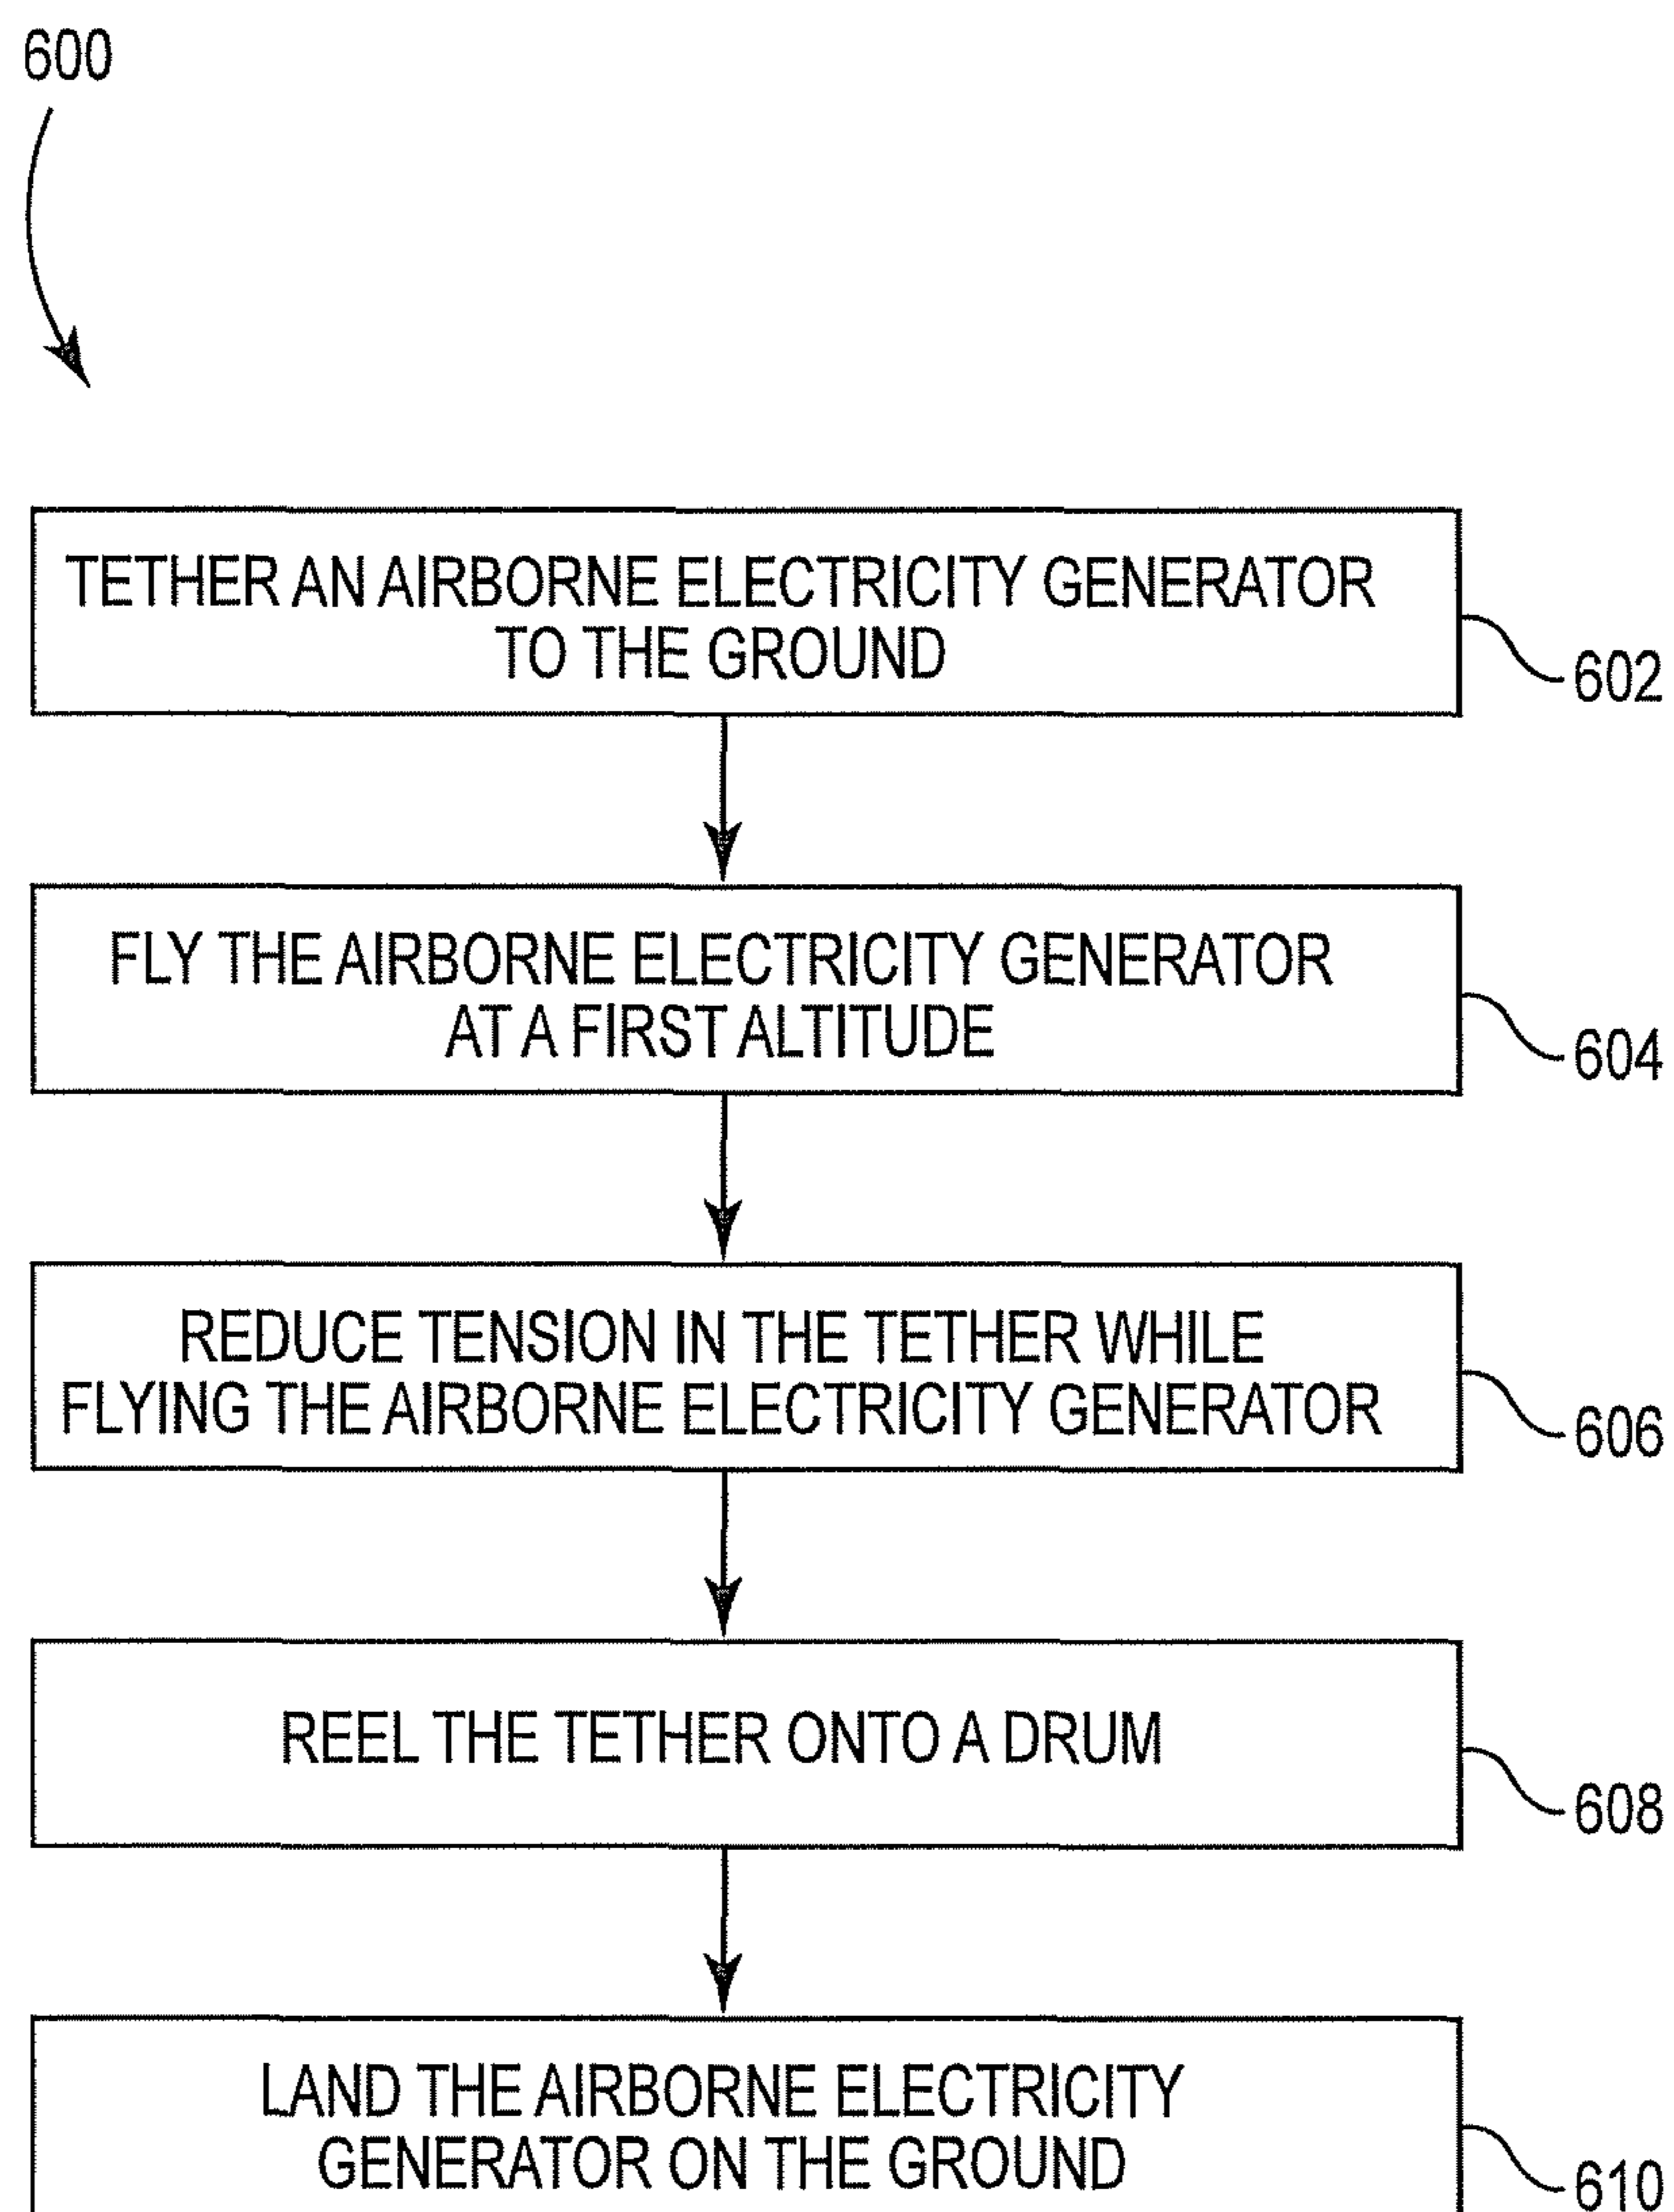 600
TETHER AN AIRBORNE ELECTRICITY GENERATOR
TO THE GROUND
602
FLY THE AIRBORNE ELECTRICITY GENERATOR
AT A FIRST ALTITUDE
604
REDUCE TENSION IN THE TETHER WHILE
FLYING THE AIRBORNE ELECTRICITY GENERATOR
606
REEL THE TETHER ONTO A DRUM
608
LAND THE AIRBORNE ELECTRICITY
GENERATOR ON THE GROUND
610